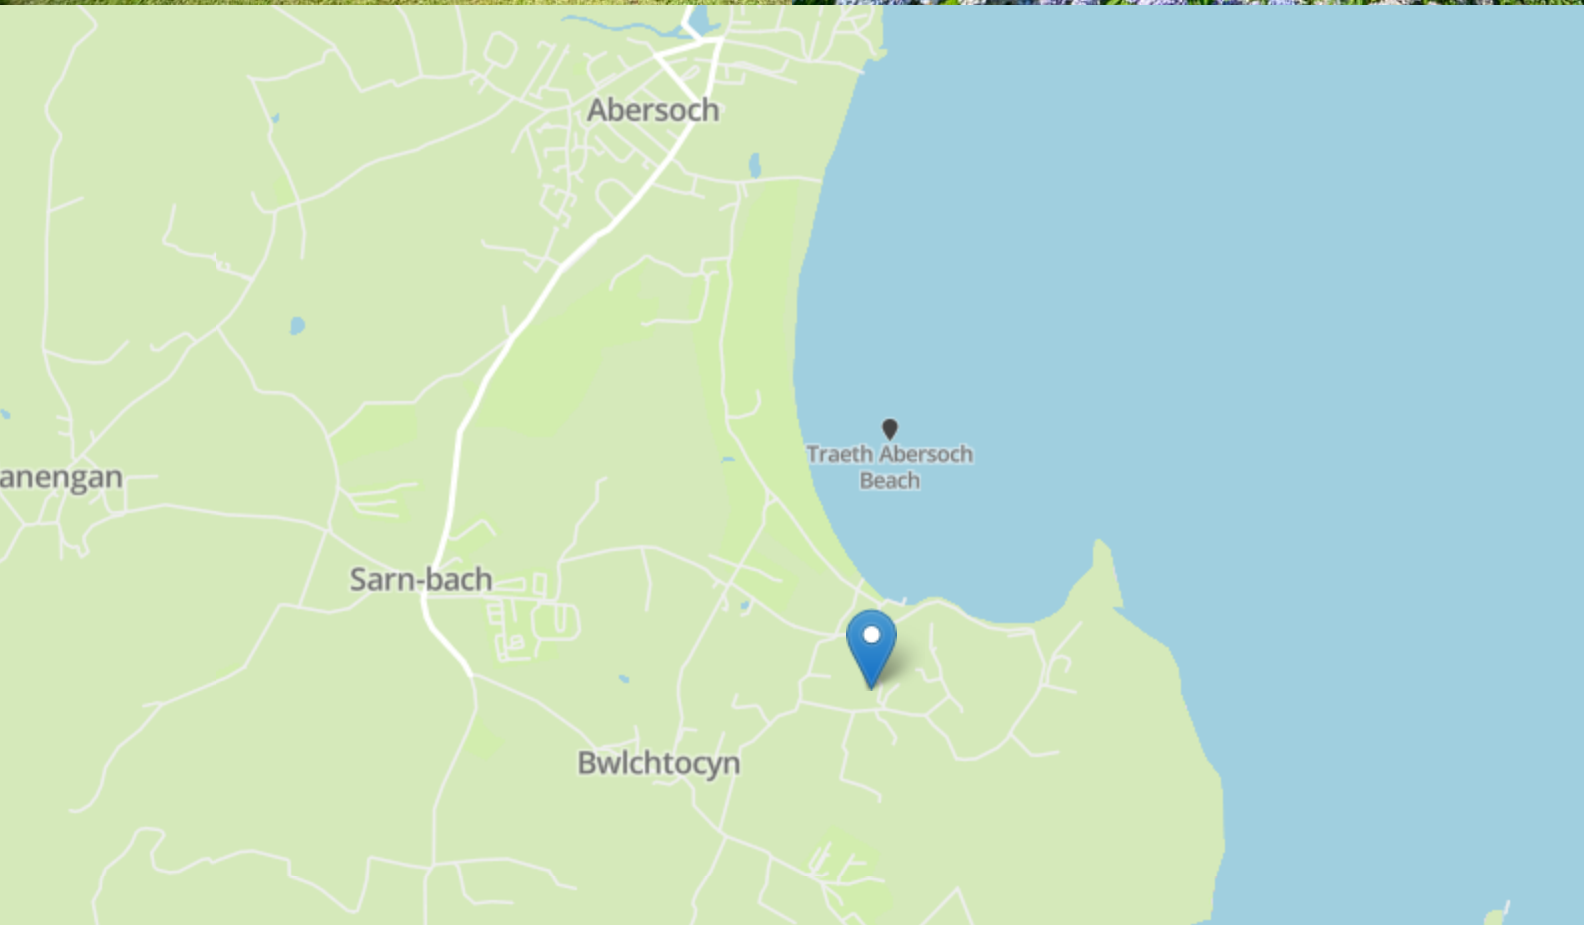 Abersoch
Traeth Abersoch
Beach
anengan
Sarn-bach
Bwlchtocyn